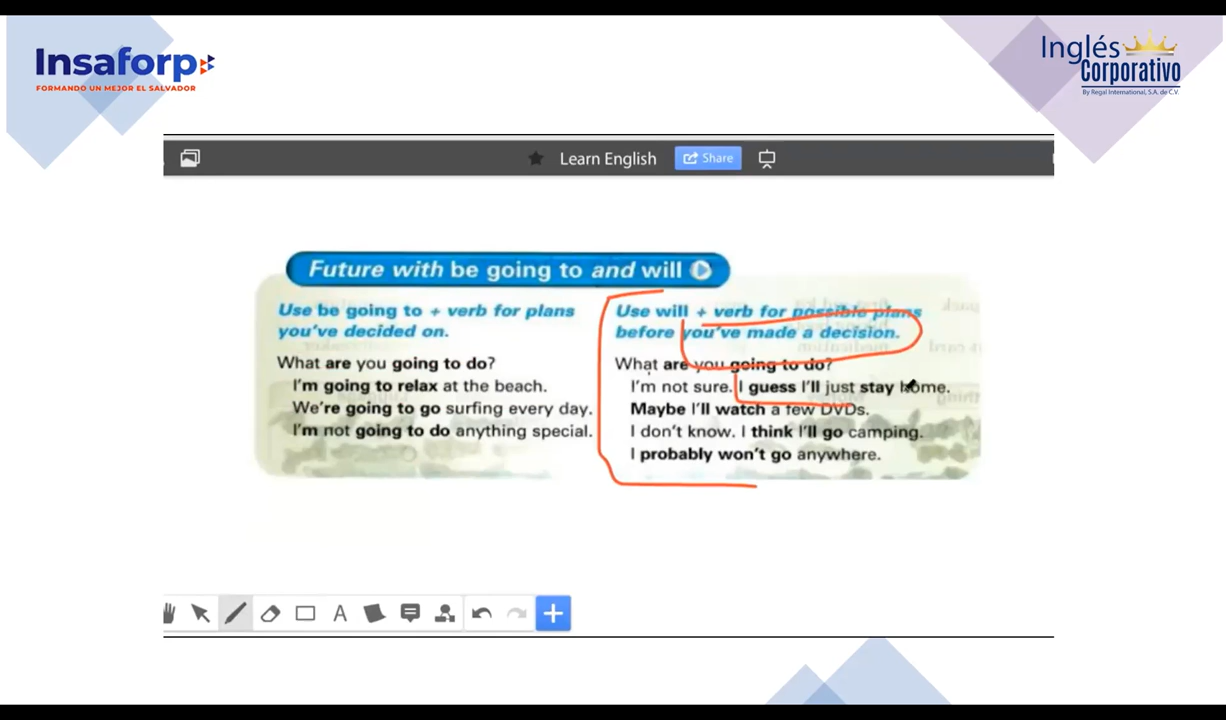 Insaforp
FORMANDO UN MEJOR EL SALVADOR
Inglés
Corporativo
By Regal International, S.A. de C.V.
Learn English
Share
Future with be going to and will
Use be going to + verb for plans
you've decided on.
What are you going to do?
I'm going to relax at the beach.
We're going to go surfing every day.
I'm not going to do anything special.
Use will + verb for possible plans
before you've made a decision.
What are you going to do?
I'm not sure. I guess I'll just stay home.
Maybe I'll watch a few DVDs.
I don't know. I think I'll go camping.
I probably won't go anywhere.
A